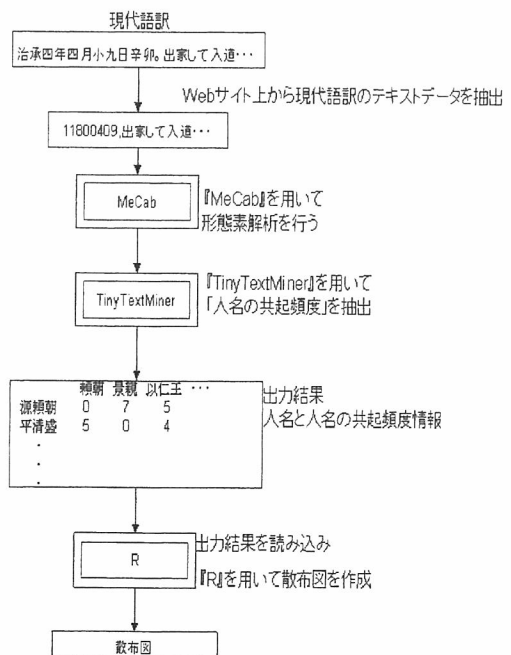 現代語訳
治承四年四月小九日辛卯。出家して入道･･･
Webサイト上から現代語訳のテキストデータを抽出
11800409,出家して入道･･･
MeCab
『MeCab』を用いて
形態素解析を行う
TinyTextMiner
『TinyTextMiner』を用いて
「人名の共起頻度」を抽出
頼朝 景親 以仁王 ･･･
源頼朝 0 7 5
平清盛 5 0 4
・
・
・
出力結果
人名と人名の共起頻度情報
R
出力結果を読み込み
『R』を用いて散布図を作成
散布図